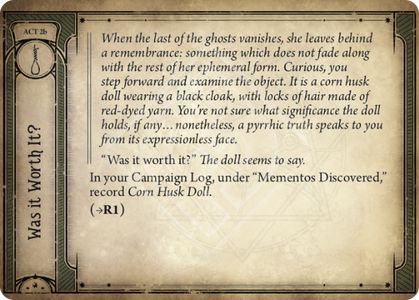 ACT 2b
Was it Worth It?
When the last of the ghosts vanishes, she leaves behind
a remembrance: something which does not fade along
with the rest of her ephemeral form. Curious, you
step forward and examine the object. It is a corn husk
doll wearing a black cloak, with locks of hair made of
red-dyed yarn. You’re not sure what significance the doll
holds, if any… nonetheless, a pyrrhic truth speaks to you
from its expressionless face.
“Was it worth it?” The doll seems to say.
In your Campaign Log, under “Mementos Discovered,”
record Corn Husk Doll.
(→R1)